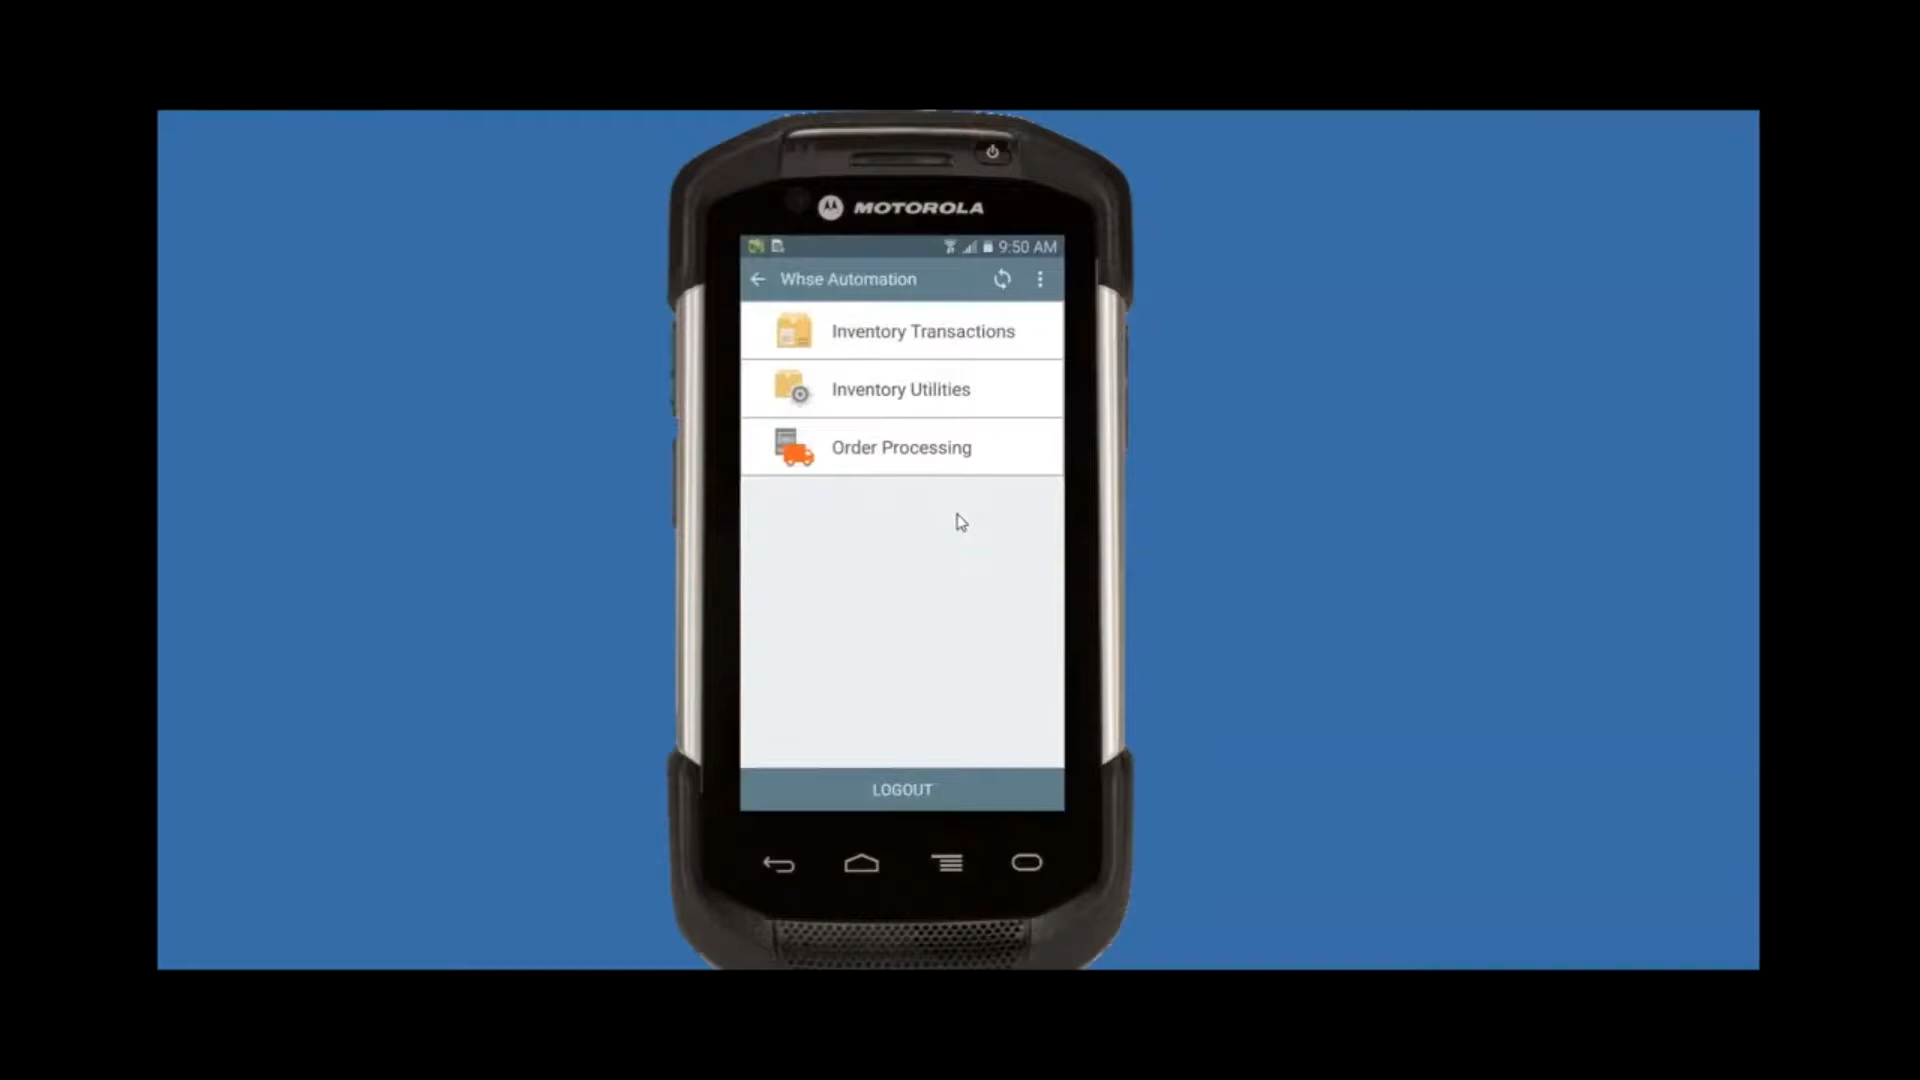 MOTOROLA
9:50 AM
Whse Automation
Inventory Transactions
Inventory Utilities
Order Processing
LOGOUT